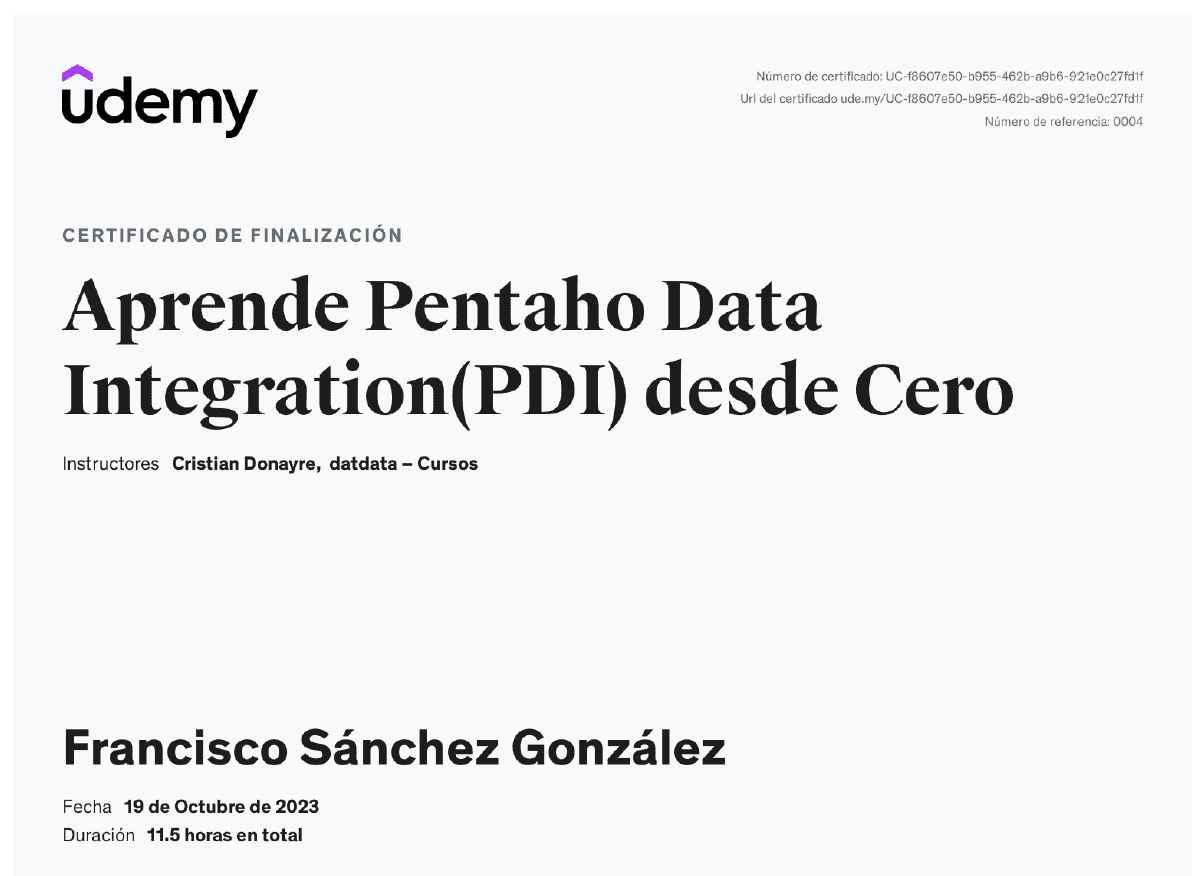 udemy
Número de certificado: UC-f8607e50-b955-462b-a9b6-921e0c27fd1f
Url del certificado ude.my/UC-f8607e50-b955-462b-a9b6-921e0c27fd1f
Número de referencia: 0004
CERTIFICADO DE FINALIZACIÓN
Aprende Pentaho Data
Integration(PDI) desde Cero
Instructores Cristian Donayre, datdata – Cursos
Francisco Sánchez González
Fecha 19 de Octubre de 2023
Duración 11.5 horas en total